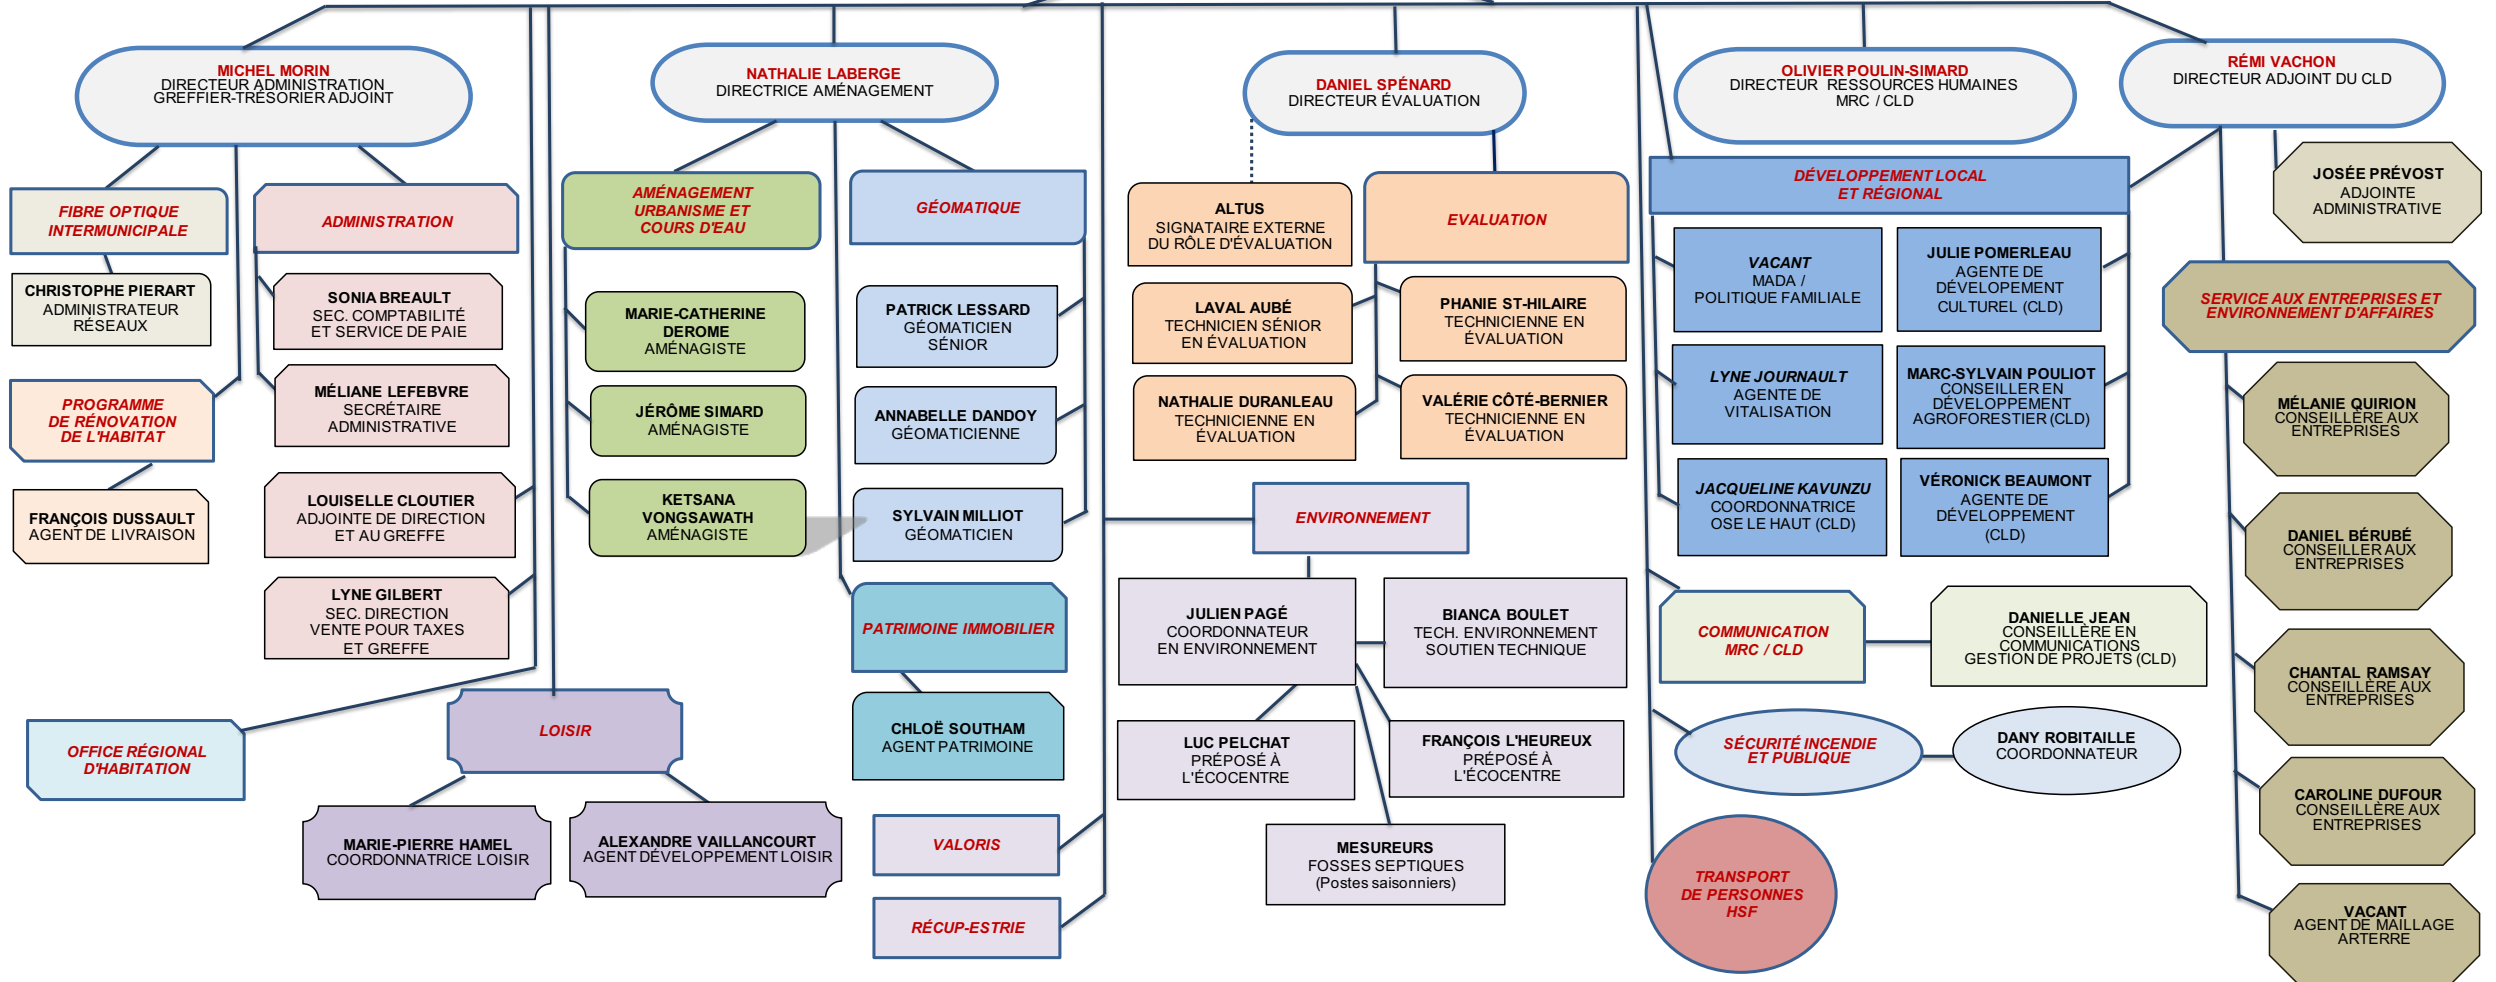 MICHEL MORIN
DIRECTEUR ADMINISTRATION
GREFFIER-TRÉSORIER ADJOINT
NATHALIE LABERGE
DIRECTRICE AMÉNAGEMENT
DANIEL SPÉNARD
DIRECTEUR ÉVALUATION
OLIVIER POULIN-SIMARD
DIRECTEUR RESSOURCES HUMAINES
MRC / CLD
RÉMI VACHON
DIRECTEUR ADJOINT DU CLD
FIBRE OPTIQUE
INTERMUNICIPALE
CHRISTOPHE PIERART
ADMINISTRATEUR
RÉSEAUX
PROGRAMME
DE RÉNOVATION
DE L'HABITAT
FRANÇOIS DUSSAULT
AGENT DE LIVRAISON
ADMINISTRATION
SONIA BREAULT
SEC. COMPTABILITÉ
ET SERVICE DE PAIE
MÉLIANE LEFEBVRE
SECRÉTAIRE
ADMINISTRATIVE
LOUISELLE CLOUTIER
ADJOINTE DE DIRECTION
ET AU GREFFE
LYNE GILBERT
SEC. DIRECTION
VENTE POUR TAXES
ET GREFFE
OFFICE RÉGIONAL
D'HABITATION
LOISIR
MARIE-PIERRE HAMEL
COORDONNATRICE LOISIR
ALEXANDRE VAILLANCOURT
AGENT DÉVELOPPEMENT LOISIR
AMÉNAGEMENT
URBANISME ET
COURS D'EAU
MARIE-CATHERINE
DEROME
AMÉNAGISTE
JÉRÔME SIMARD
AMÉNAGISTE
KETSANA
VONGSAWATH
AMÉNAGISTE
GÉOMATIQUE
PATRICK LESSARD
GÉOMATICIEN
SÉNIOR
ANNABELLE DANDOY
GÉOMATICIENNE
SYLVAIN MILLIOT
GÉOMATICIEN
PATRIMOINE IMMOBILIER
CHLOË SOUTHAM
AGENT PATRIMOINE
VALORIS
RÉCUP-ESTRIE
ALTUS
SIGNATAIRE EXTERNE
DU RÔLE D'ÉVALUATION
EVALUATION
LAVAL AUBÉ
TECHNICIEN SÉNIOR
EN ÉVALUATION
PHANIE ST-HILAIRE
TECHNICIENNE EN
ÉVALUATION
NATHALIE DURANLEAU
TECHNICIENNE EN
ÉVALUATION
VALÉRIE CÔTÉ-BERNIER
TECHNICIENNE EN
ÉVALUATION
ENVIRONNEMENT
JULIEN PAGÉ
COORDONNATEUR
EN ENVIRONNEMENT
BIANCA BOULET
TECH. ENVIRONNEMENT
SOUTIEN TECHNIQUE
LUC PELCHAT
PRÉPOSÉ À
L'ÉCOCENTRE
FRANÇOIS L'HEUREUX
PRÉPOSÉ À
L'ÉCOCENTRE
MESUREURS
FOSSES SEPTIQUES
(Postes saisonniers)
DÉVELOPPEMENT LOCAL
ET RÉGIONAL
VACANT
MADA /
POLITIQUE FAMILIALE
JULIE POMERLEAU
AGENTE DE
DÉVELOPEMENT
CULTUREL (CLD)
LYNE JOURNAULT
AGENTE DE
VITALISATION
MARC-SYLVAIN POULIOT
CONSEILLER EN
DÉVELOPPEMENT
AGROFORESTIER (CLD)
JACQUELINE KAVUNZU
COORDONNATRICE
OSE LE HAUT (CLD)
VÉRONICK BEAUMONT
AGENTE DE
DÉVELOPPEMENT
(CLD)
COMMUNICATION
MRC / CLD
DANIELLE JEAN
CONSEILLÈRE EN
COMMUNICATIONS
GESTION DE PROJETS (CLD)
SÉCURITÉ INCENDIE
ET PUBLIQUE
DANY ROBITAILLE
COORDONNATEUR
TRANSPORT
DE PERSONNES
HSF
JOSÉE PRÉVOST
ADJOINTE
ADMINISTRATIVE
SERVICE AUX ENTREPRISES ET
ENVIRONNEMENT D'AFFAIRES
MÉLANIE QUIRION
CONSEILLÈRE AUX
ENTREPRISES
DANIEL BÉRUBÉ
CONSEILLER AUX
ENTREPRISES
CHANTAL RAMSAY
CONSEILLÈRE AUX
ENTREPRISES
CAROLINE DUFOUR
CONSEILLÈRE AUX
ENTREPRISES
VACANT
AGENT DE MAILLAGE
ARTERRE